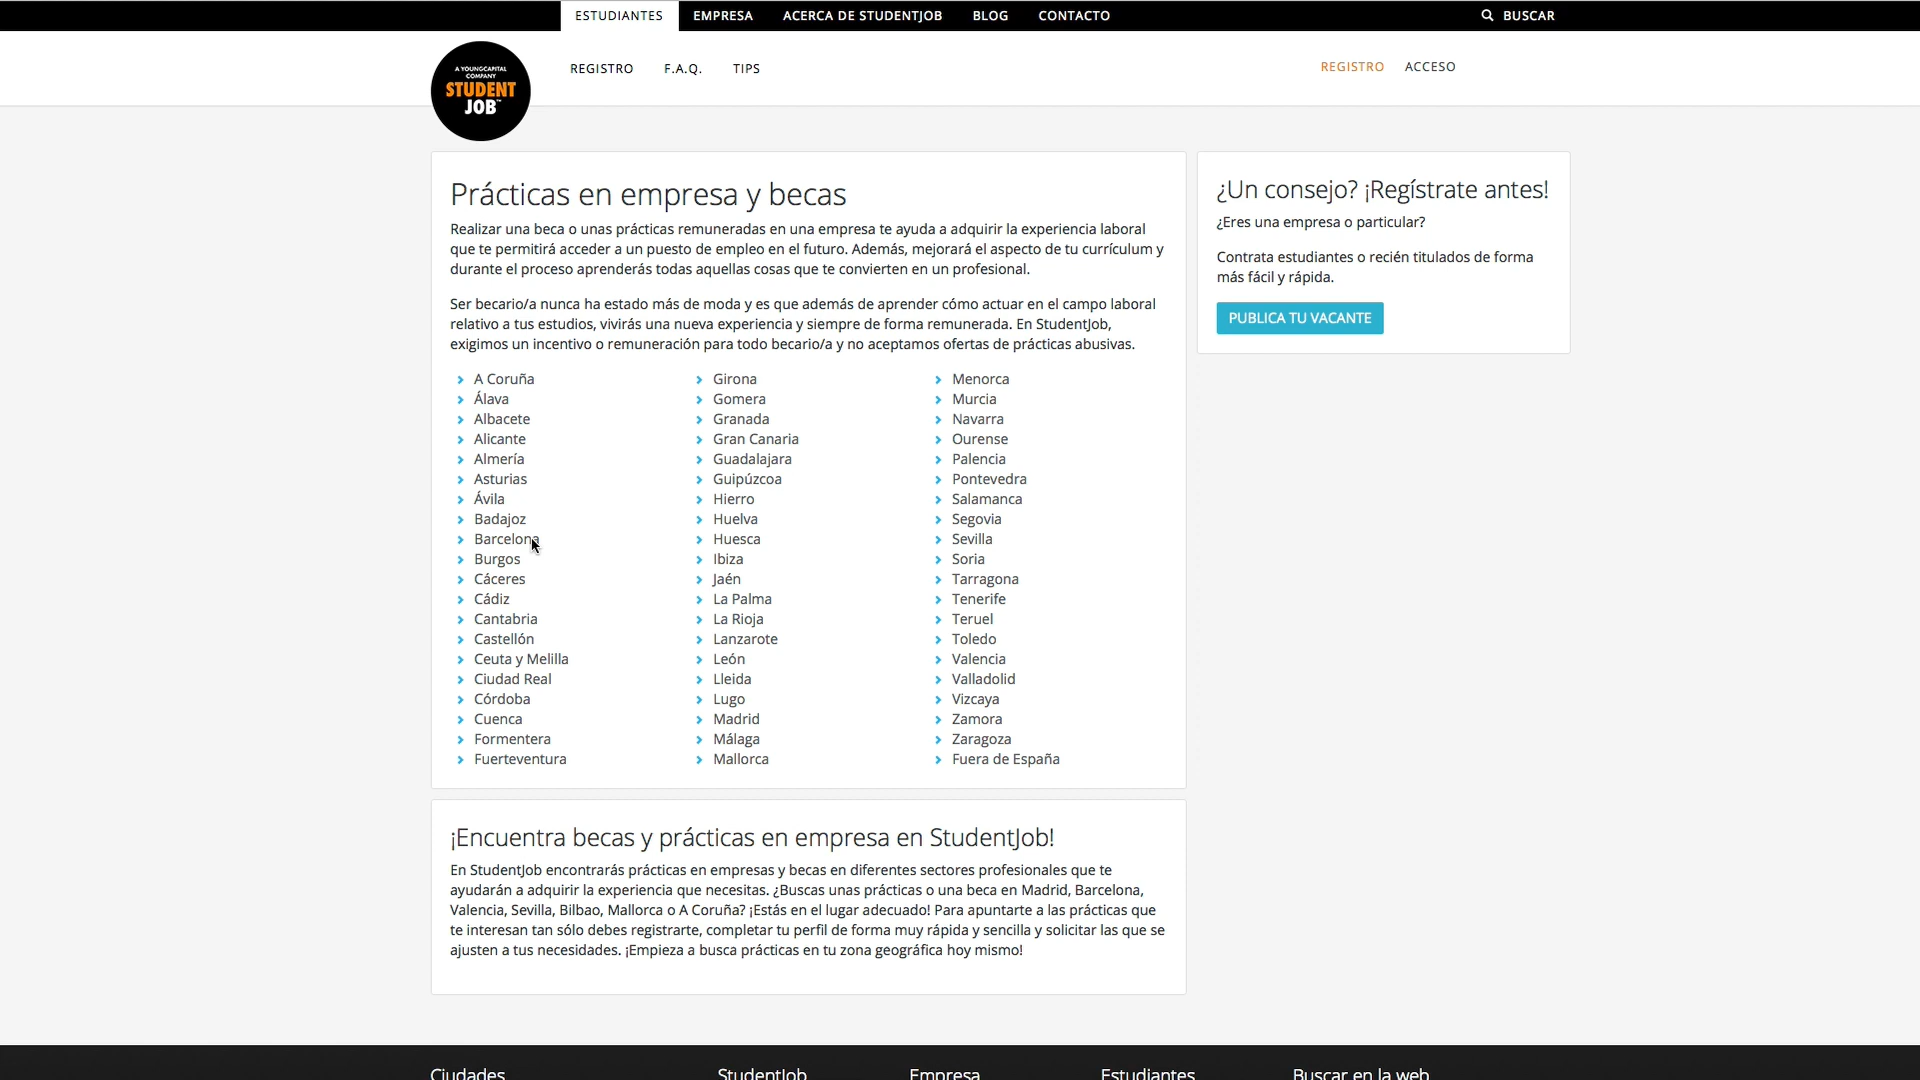 ESTUDIANTES EMPRESA ACERCA DE STUDENTJOB BLOG CONTACTO BUSCAR
A YOUNGCAPITAL
COMPANY
STUDENT
JOB™
REGISTRO F.A.Q. TIPS
REGISTRO ACCESO
Prácticas en empresa y becas
Realizar una beca o unas prácticas remuneradas en una empresa te ayuda a adquirir la experiencia laboral
que te permitirá acceder a un puesto de empleo en el futuro. Además, mejorará el aspecto de tu currículum y
durante el proceso aprenderás todas aquellas cosas que te convierten en un profesional.
Ser becario/a nunca ha estado más de moda y es que además de aprender cómo actuar en el campo laboral
relativo a tus estudios, vivirás una nueva experiencia y siempre de forma remunerada. En StudentJob,
exigimos un incentivo o remuneración para todo becario/a y no aceptamos ofertas de prácticas abusivas.
A Coruña
Álava
Albacete
Alicante
Almería
Asturias
Ávila
Badajoz
Barcelona
Burgos
Cáceres
Cádiz
Cantabria
Castellón
Ceuta y Melilla
Ciudad Real
Córdoba
Cuenca
Formentera
Fuerteventura
Girona
Gomera
Granada
Gran Canaria
Guadalajara
Guipúzcoa
Hierro
Huelva
Huesca
Ibiza
Jaén
La Palma
La Rioja
Lanzarote
León
Lleida
Lugo
Madrid
Málaga
Mallorca
Menorca
Murcia
Navarra
Ourense
Palencia
Pontevedra
Salamanca
Segovia
Sevilla
Soria
Tarragona
Tenerife
Teruel
Toledo
Valencia
Valladolid
Vizcaya
Zamora
Zaragoza
Fuera de España
¿Un consejo? ¡Regístrate antes!
¿Eres una empresa o particular?
Contrata estudiantes o recién titulados de forma
más fácil y rápida.
PUBLICA TU VACANTE
¡Encuentra becas y prácticas en empresa en StudentJob!
En StudentJob encontrarás prácticas en empresas y becas en diferentes sectores profesionales que te
ayudarán a adquirir la experiencia que necesitas. ¿Buscas unas prácticas o una beca en Madrid, Barcelona,
Valencia, Sevilla, Bilbao, Mallorca o A Coruña? ¡Estás en el lugar adecuado! Para apuntarte a las prácticas que
te interesan tan sólo debes registrarte, completar tu perfil de forma muy rápida y sencilla y solicitar las que se
ajusten a tus necesidades. ¡Empieza a busca prácticas en tu zona geográfica hoy mismo!
Ciudades StudentJob Empresa Estudiantes Buscar en la web